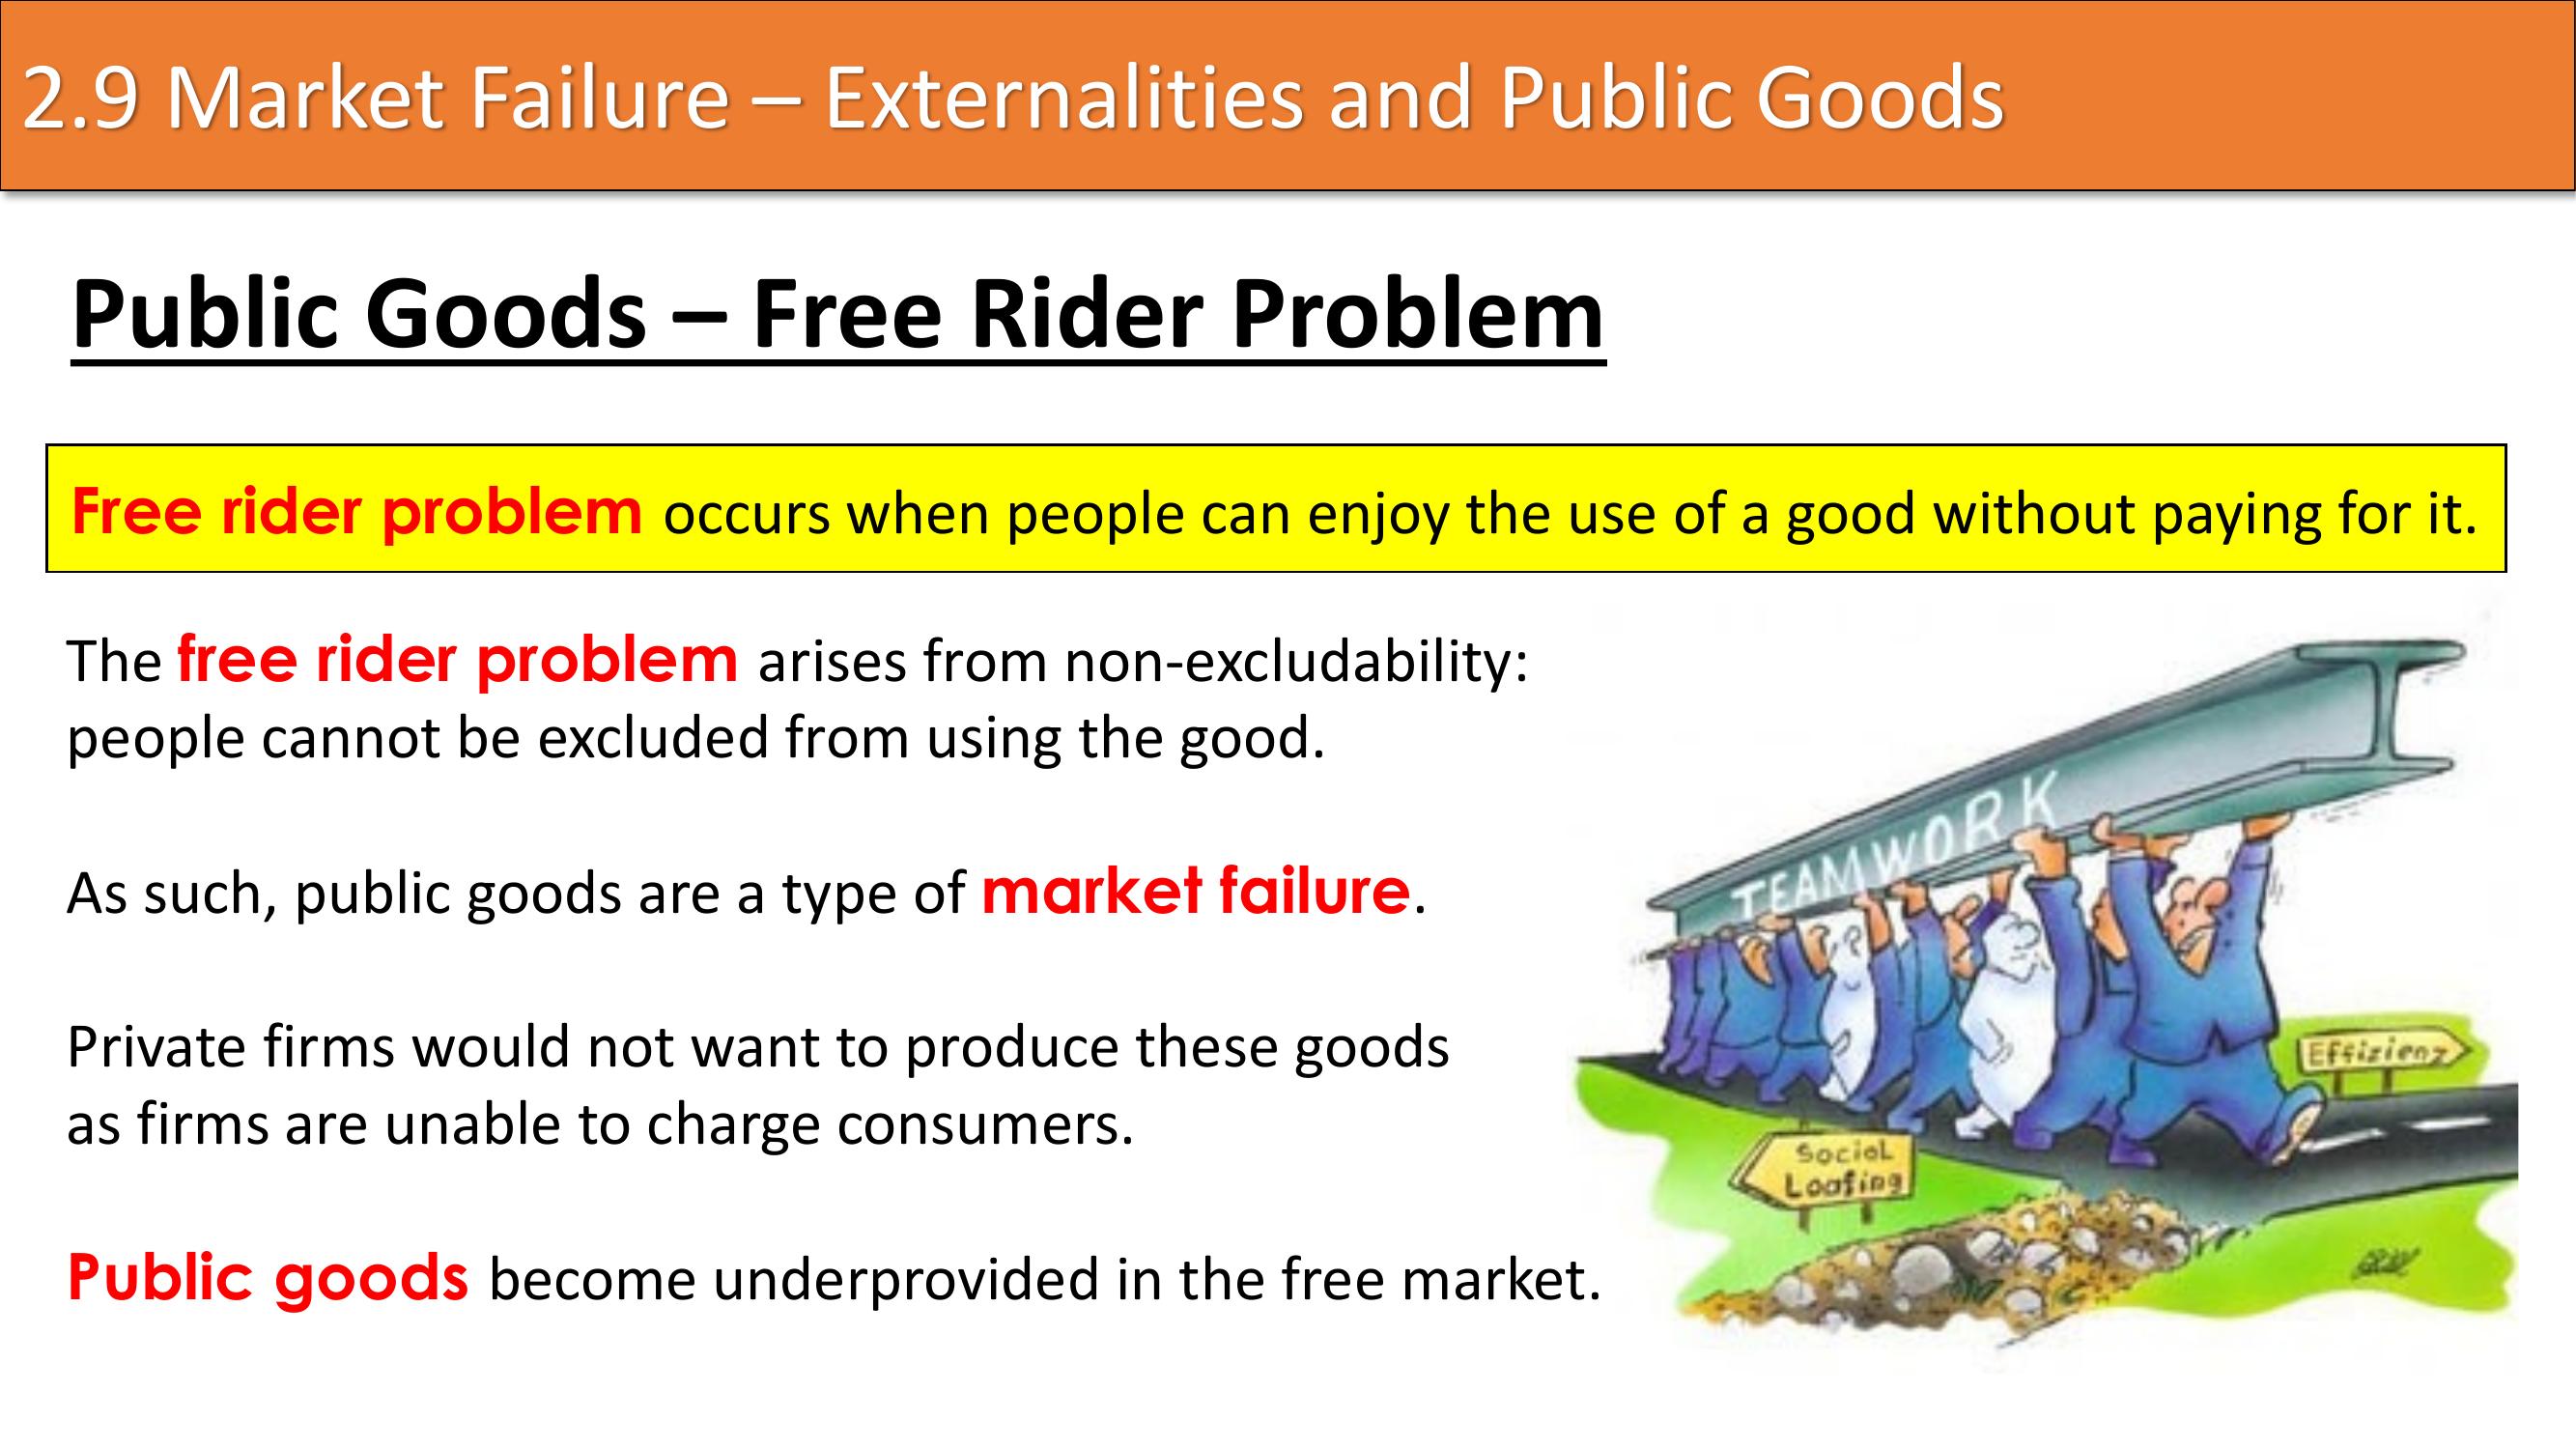 2.9 Market Failure – Externalities and Public Goods
Public Goods – Free Rider Problem
Free rider problem occurs when people can enjoy the use of a good without paying for it.
The free rider problem arises from non-excludability:
people cannot be excluded from using the good.
As such, public goods are a type of market failure.
Private firms would not want to produce these goods
as firms are unable to charge consumers.
Public goods become underprovided in the free market.
TEAMWORK
Effizienz
Social
Loafing